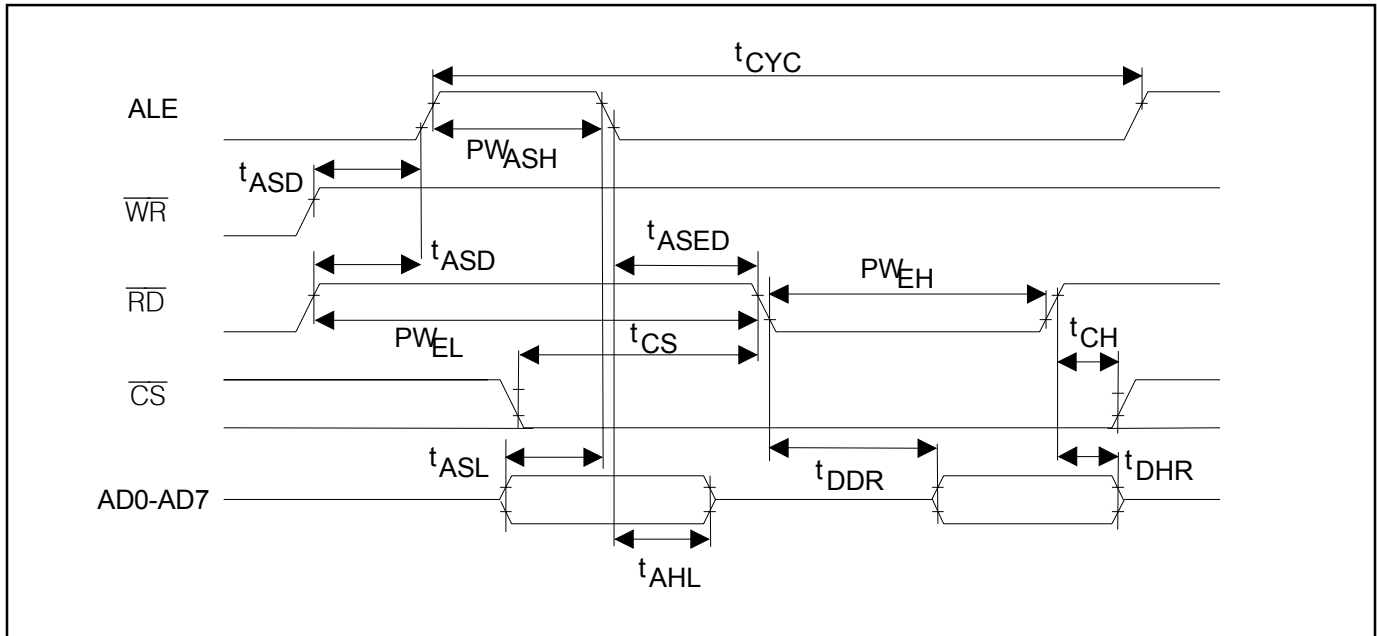 tCYC
ALE
PWASH
tASD
WR
tASED
tASD
PWEH
RD
tCS
PWEL
tCH
CS
tASL
tDDR
tDHR
AD0-AD7
tAHL